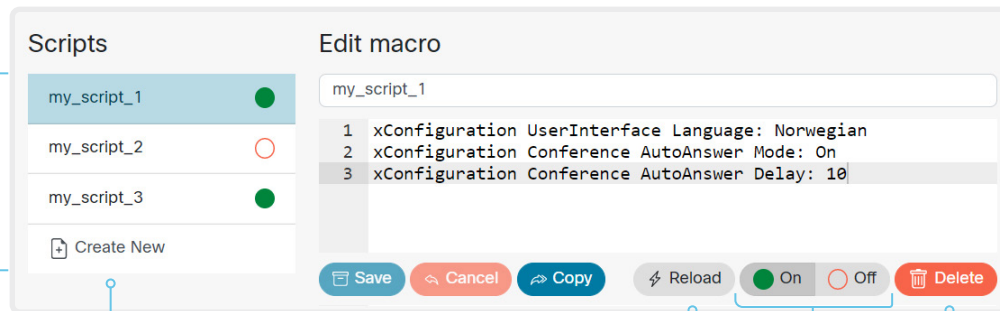 Scripts
my_script_1
my_script_2
my_script_3
Create New
Edit macro
my_script_1
1 xConfiguration UserInterface Language: Norwegian
2 xConfiguration Conference AutoAnswer Mode: On
3 xConfiguration Conference AutoAnswer Delay: 10
Save Cancel Copy Reload On Off Delete